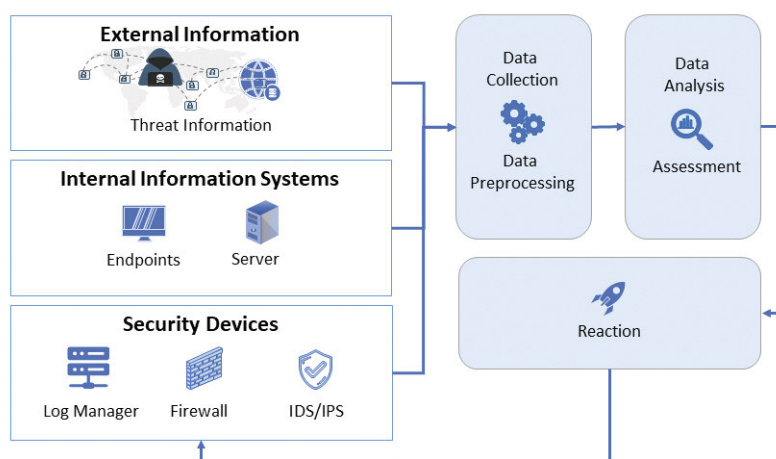 External Information
Threat Information
Internal Information Systems
Endpoints
Server
Security Devices
Log Manager
Firewall
IDS/IPS
Data
Collection
Data
Preprocessing
Data
Analysis
Assessment
Reaction